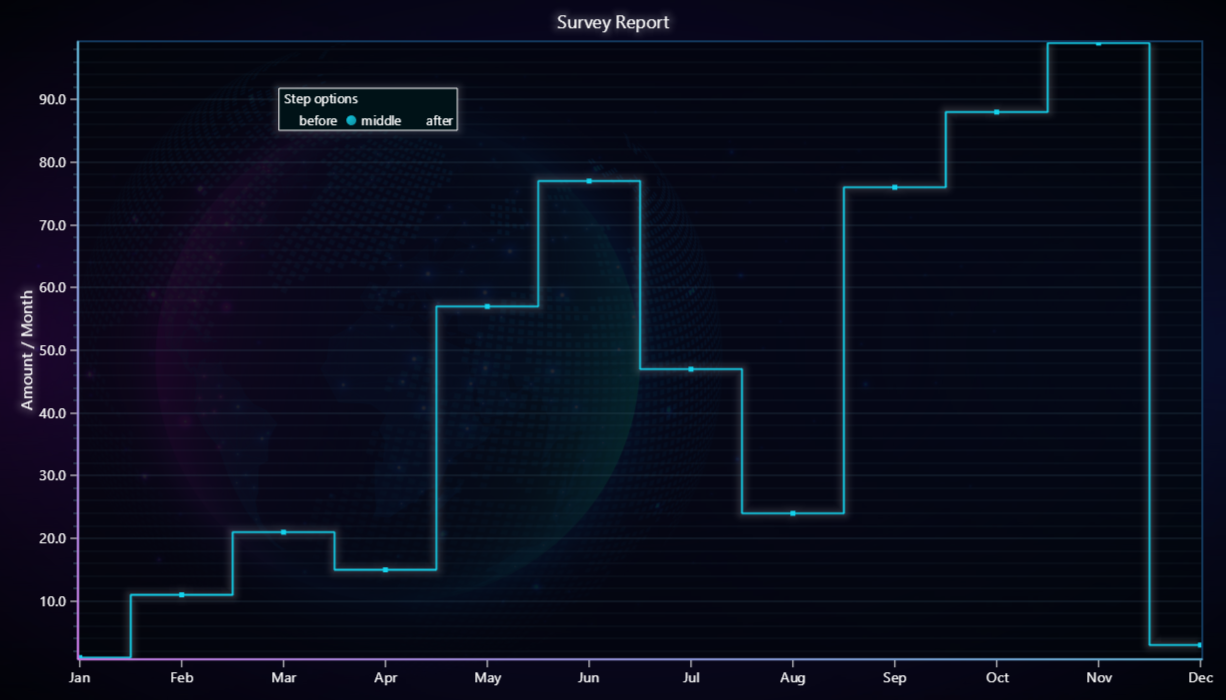 Survey Report
Step options
before middle after
Amount / Month
90.0
80.0
70.0
60.0
50.0
40.0
30.0
20.0
10.0
Jan Feb Mar Apr May Jun Jul Aug Sep Oct Nov Dec